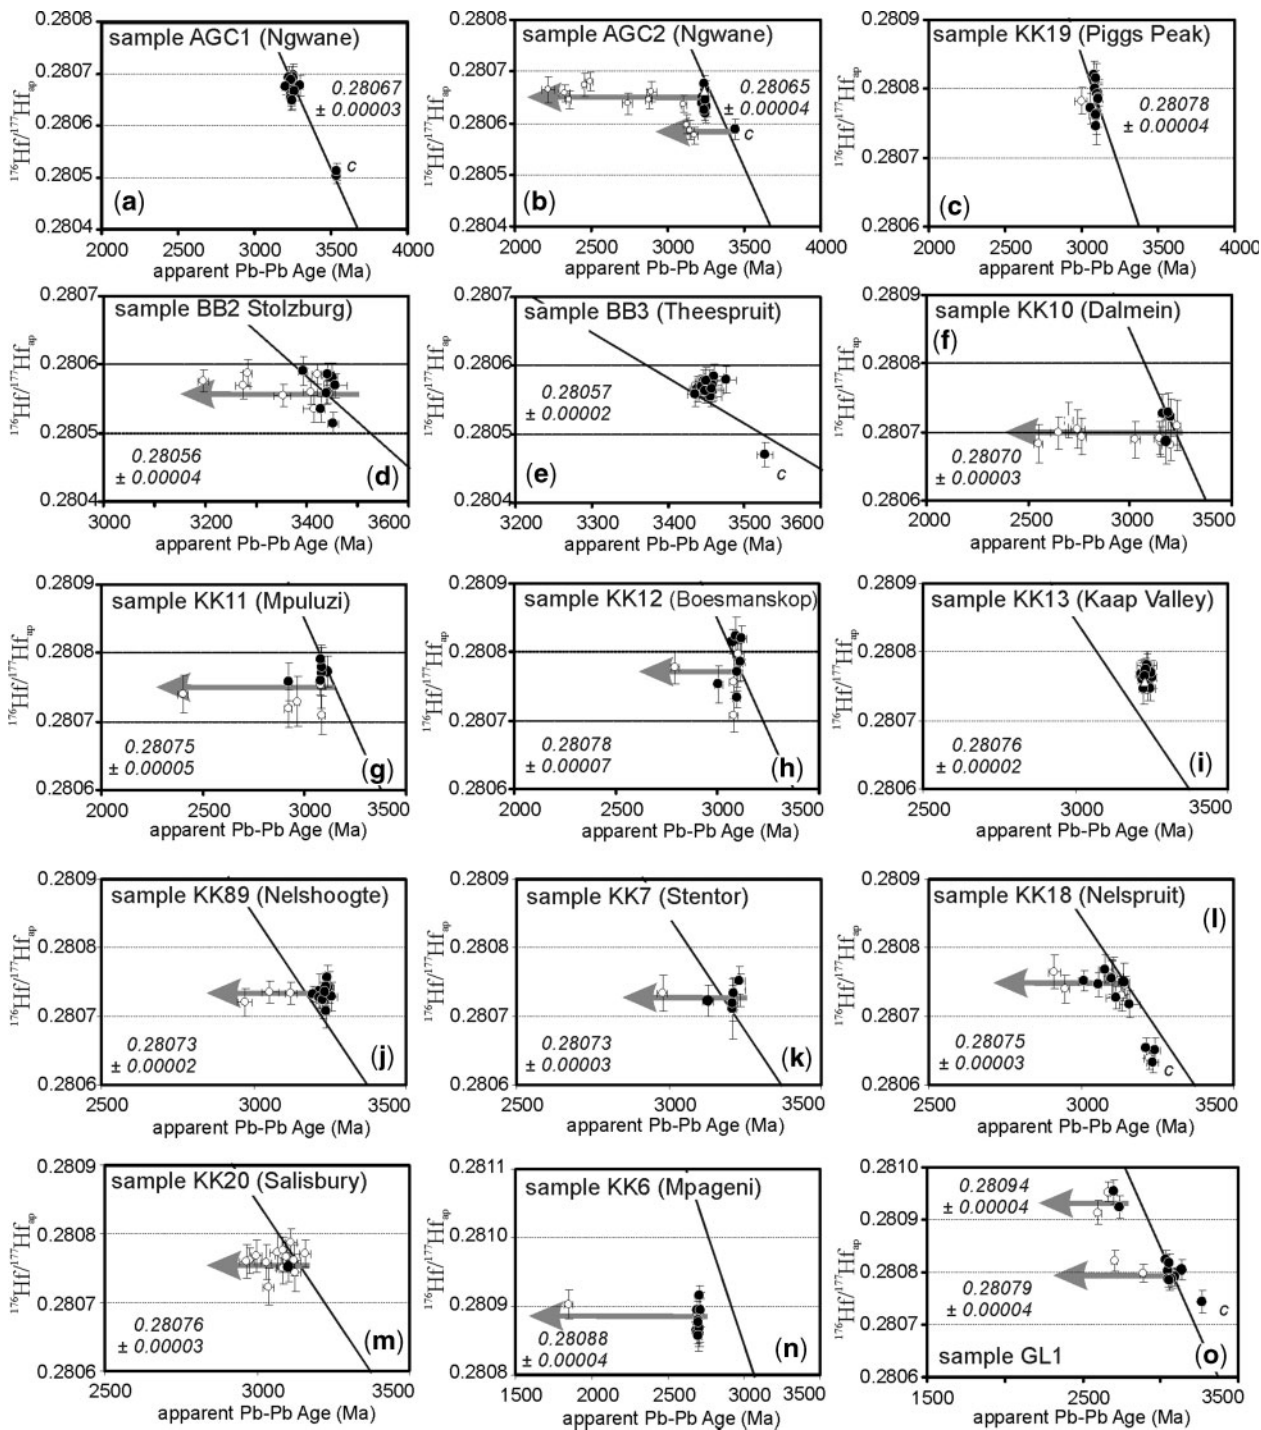 sample AGC1 (Ngwane)
0.2808
0.2807
0.2806
0.2805
0.2804
176Hf/177Hfap
0.28067
± 0.00003
c
(a)
2000 2500 3000 3500 4000
apparent Pb-Pb Age (Ma)
sample AGC2 (Ngwane)
0.2808
0.2807
0.2806
0.2805
0.2804
176Hf/177Hfap
0.28065
± 0.00004
c
(b)
2000 2500 3000 3500 4000
apparent Pb-Pb Age (Ma)
sample KK19 (Piggs Peak)
0.2809
0.2808
0.2807
0.2806
176Hf/177Hfap
0.28078
± 0.00004
(c)
2000 2500 3000 3500 4000
apparent Pb-Pb Age (Ma)
sample BB2 Stolzburg)
0.2807
0.2806
0.2805
0.2804
176Hf/177Hfap
0.28056
± 0.00004
(d)
3000 3200 3400 3600
apparent Pb-Pb Age (Ma)
sample BB3 (Theespruit)
0.2807
0.2806
0.2805
0.2804
176Hf/177Hfap
0.28057
± 0.00002
c
(e)
3200 3300 3400 3500 3600
apparent Pb-Pb Age (Ma)
sample KK10 (Dalmein)
0.2809
0.2808
0.2807
0.2806
176Hf/177Hfap
(f)
0.28070
± 0.00003
2000 2500 3000 3500
apparent Pb-Pb Age (Ma)
sample KK11 (Mpuluzi)
0.2809
0.2808
0.2807
0.2806
176Hf/177Hfap
0.28075
± 0.00005
(g)
2000 2500 3000 3500
apparent Pb-Pb Age (Ma)
sample KK12 (Boesmanskop)
0.2809
0.2808
0.2807
0.2806
176Hf/177Hfap
0.28078
± 0.00007
(h)
2000 2500 3000 3500
apparent Pb-Pb Age (Ma)
sample KK13 (Kaap Valley)
0.2809
0.2808
0.2807
0.2806
176Hf/177Hfap
0.28076
± 0.00002
(i)
2500 3000 3500
apparent Pb-Pb Age (Ma)
sample KK89 (Nelshoogte)
0.2809
0.2808
0.2807
0.2806
176Hf/177Hfap
0.28073
± 0.00002
(j)
2500 3000 3500
apparent Pb-Pb Age (Ma)
sample KK7 (Stentor)
0.2809
0.2808
0.2807
0.2806
176Hf/177Hfap
0.28073
± 0.00003
(k)
2500 3000 3500
apparent Pb-Pb Age (Ma)
sample KK18 (Nelspruit)
0.2809
0.2808
0.2807
0.2806
176Hf/177Hfap
(l)
0.28075
± 0.00003
c
2500 3000 3500
apparent Pb-Pb Age (Ma)
sample KK20 (Salisbury)
0.2809
0.2808
0.2807
0.2806
176Hf/177Hfap
0.28076
± 0.00003
(m)
2500 3000 3500
apparent Pb-Pb Age (Ma)
sample KK6 (Mpageni)
0.2811
0.2810
0.2809
0.2808
176Hf/177Hfap
0.28088
± 0.00004
(n)
1500 2000 2500 3000 3500
apparent Pb-Pb Age (Ma)
0.2810
0.2809
0.2808
0.2807
0.2806
176Hf/177Hfap
0.28094
± 0.00004
0.28079
± 0.00004
c
sample GL1
(o)
1500 2500 3500
apparent Pb-Pb Age (Ma)